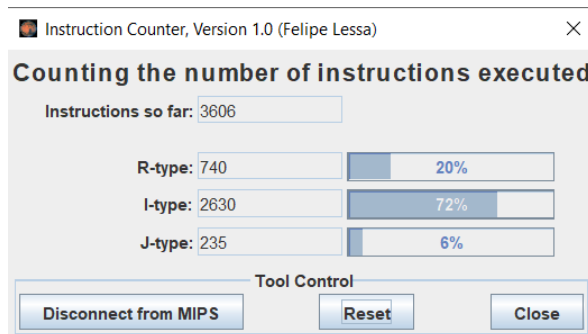 Instruction Counter, Version 1.0 (Felipe Lessa)
Counting the number of instructions executed
Instructions so far: 3606
R-type: 740 20%
I-type: 2630 72%
J-type: 235 6%
Tool Control
Disconnect from MIPS Reset Close